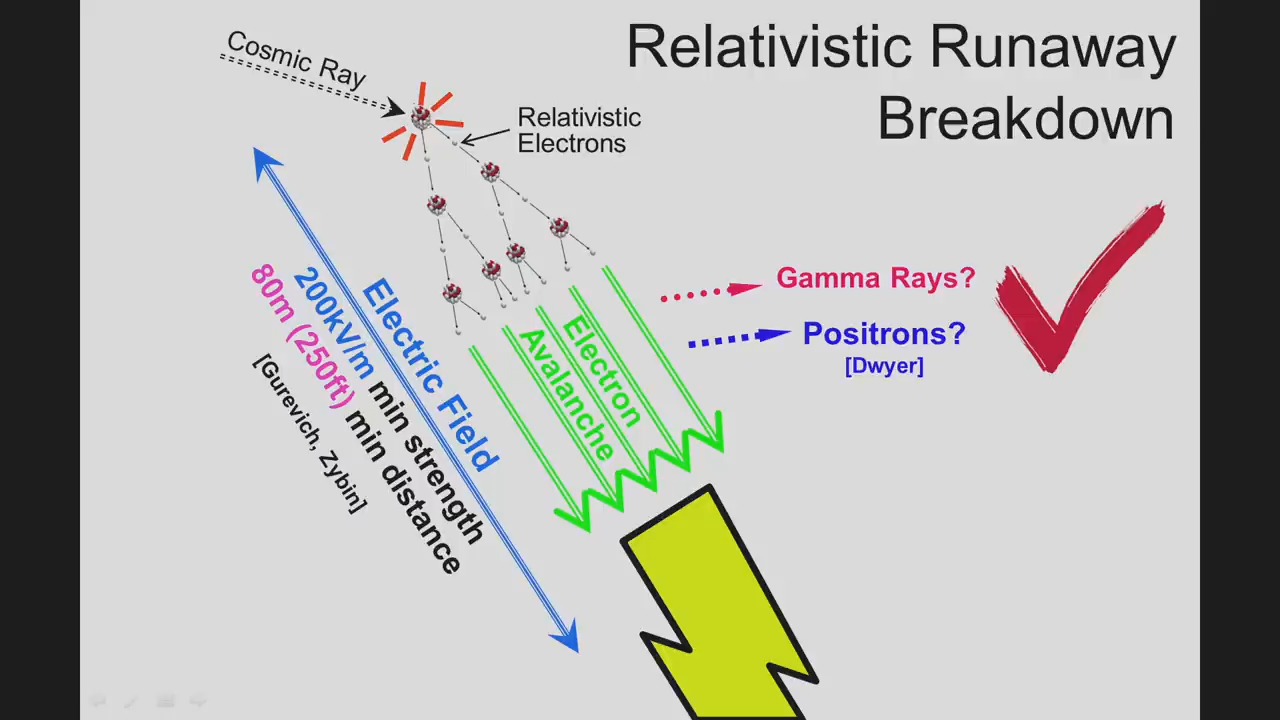 Relativistic Runaway
Breakdown
Cosmic Ray
Relativistic
Electrons
Electric Field
200kV/m min strength
80m (250ft) min distance
[Gurevich, Zybin]
Electron
Avalanche
Gamma Rays?
Positrons?
[Dwyer]